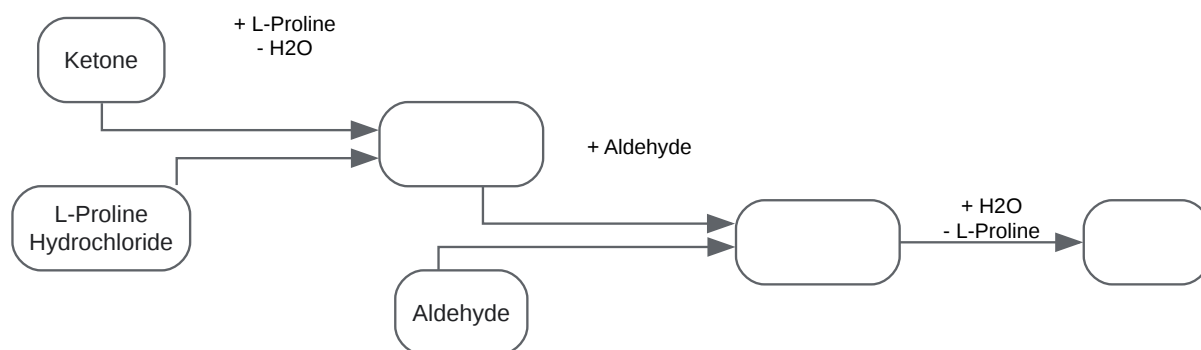 + L-Proline
- H2O
Ketone
+ Aldehyde
L-Proline
Hydrochloride
+ H2O
- L-Proline
Aldehyde